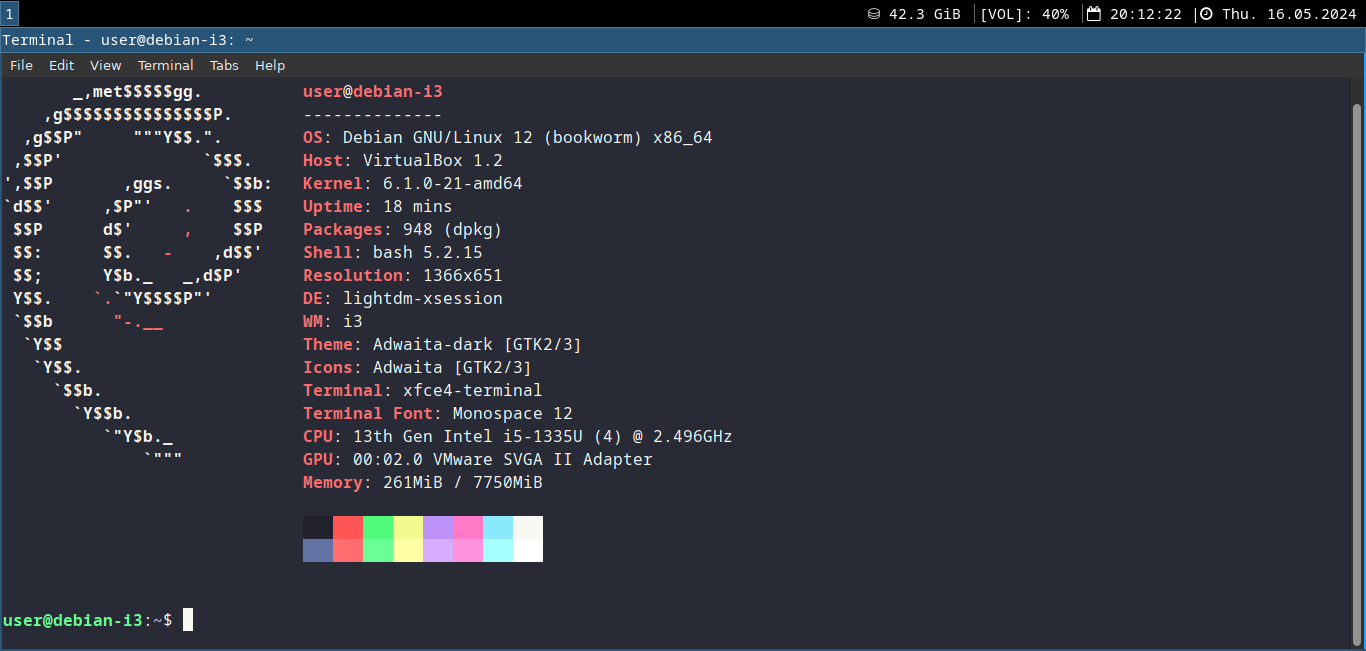 1 42.3 GiB |[VOL]: 40% | 20:12:22 | Thu. 16.05.2024
Terminal - user@debian-i3: ~
File Edit View Terminal Tabs Help
       _,met$$$$$gg.          user@debian-i3
    ,g$$$$$$$$$$$$$$$P.       --------------
  ,g$$P"     """Y$$.".        OS: Debian GNU/Linux 12 (bookworm) x86_64
 ,$$P'              `$$$.     Host: VirtualBox 1.2
',$$P       ,ggs.     `$$b:   Kernel: 6.1.0-21-amd64
`d$$'     ,$P"'   .    $$$    Uptime: 18 mins
 $$P      d$'     ,    $$P    Packages: 948 (dpkg)
 $$:      $$.   -    ,d$$'    Shell: bash 5.2.15
 $$;      Y$b._   _,d$P'      Resolution: 1366x651
 Y$$.    `.`"Y$$$$P"'         DE: lightdm-xsession
 `$$b      "-.__              WM: i3
  `Y$$                        Theme: Adwaita-dark [GTK2/3]
   `Y$$.                      Icons: Adwaita [GTK2/3]
     `$$b.                    Terminal: xfce4-terminal
       `Y$$b.                 Terminal Font: Monospace 12
          `"Y$b._             CPU: 13th Gen Intel i5-1335U (4) @ 2.496GHz
              `"""            GPU: 00:02.0 VMware SVGA II Adapter
                              Memory: 261MiB / 7750MiB
user@debian-i3:~$